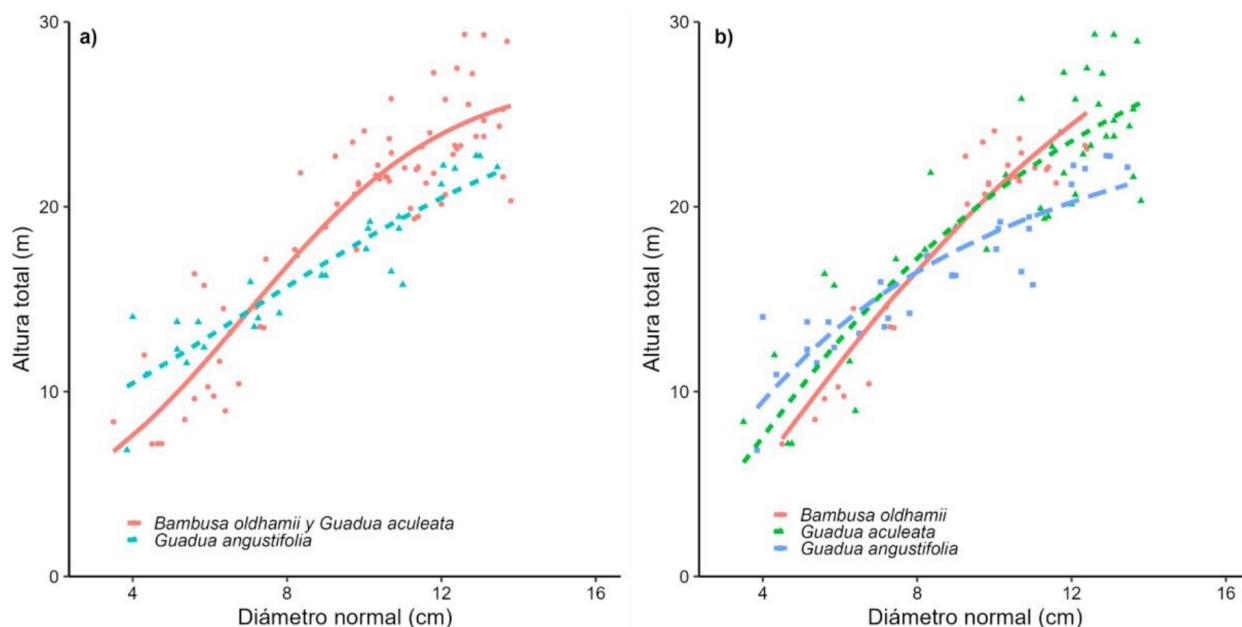 a)
Altura total (m)
30
20
10
0
Bambusa oldhamii y Guadua aculeata
Guadua angustifolia
4 8 12 16
Diámetro normal (cm)
b)
Altura total (m)
30
20
10
0
Bambusa oldhamii
Guadua aculeata
Guadua angustifolia
4 8 12 16
Diámetro normal (cm)